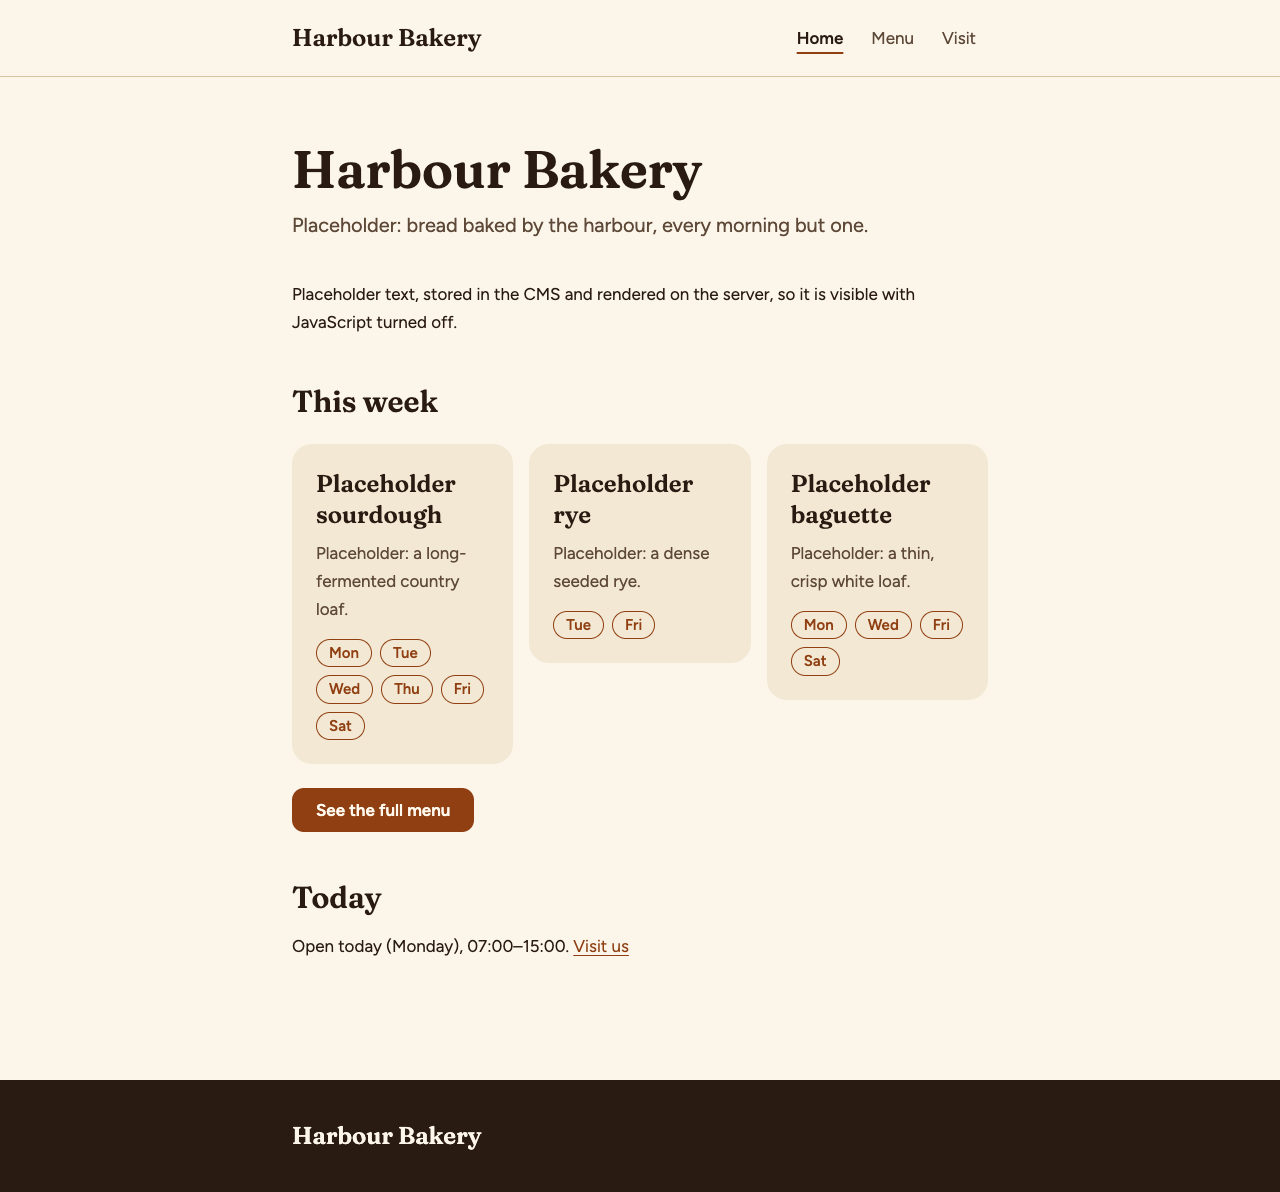 Harbour Bakery
Home Menu Visit
Harbour Bakery
Placeholder: bread baked by the harbour, every morning but one.
Placeholder text, stored in the CMS and rendered on the server, so it is visible with
JavaScript turned off.
This week
Placeholder
sourdough
Placeholder: a long-
fermented country
loaf.
Mon Tue
Wed Thu Fri
Sat
Placeholder
rye
Placeholder: a dense
seeded rye.
Tue Fri
Placeholder
baguette
Placeholder: a thin,
crisp white loaf.
Mon Wed Fri
Sat
See the full menu
Today
Open today (Monday), 07:00–15:00. Visit us
Harbour Bakery